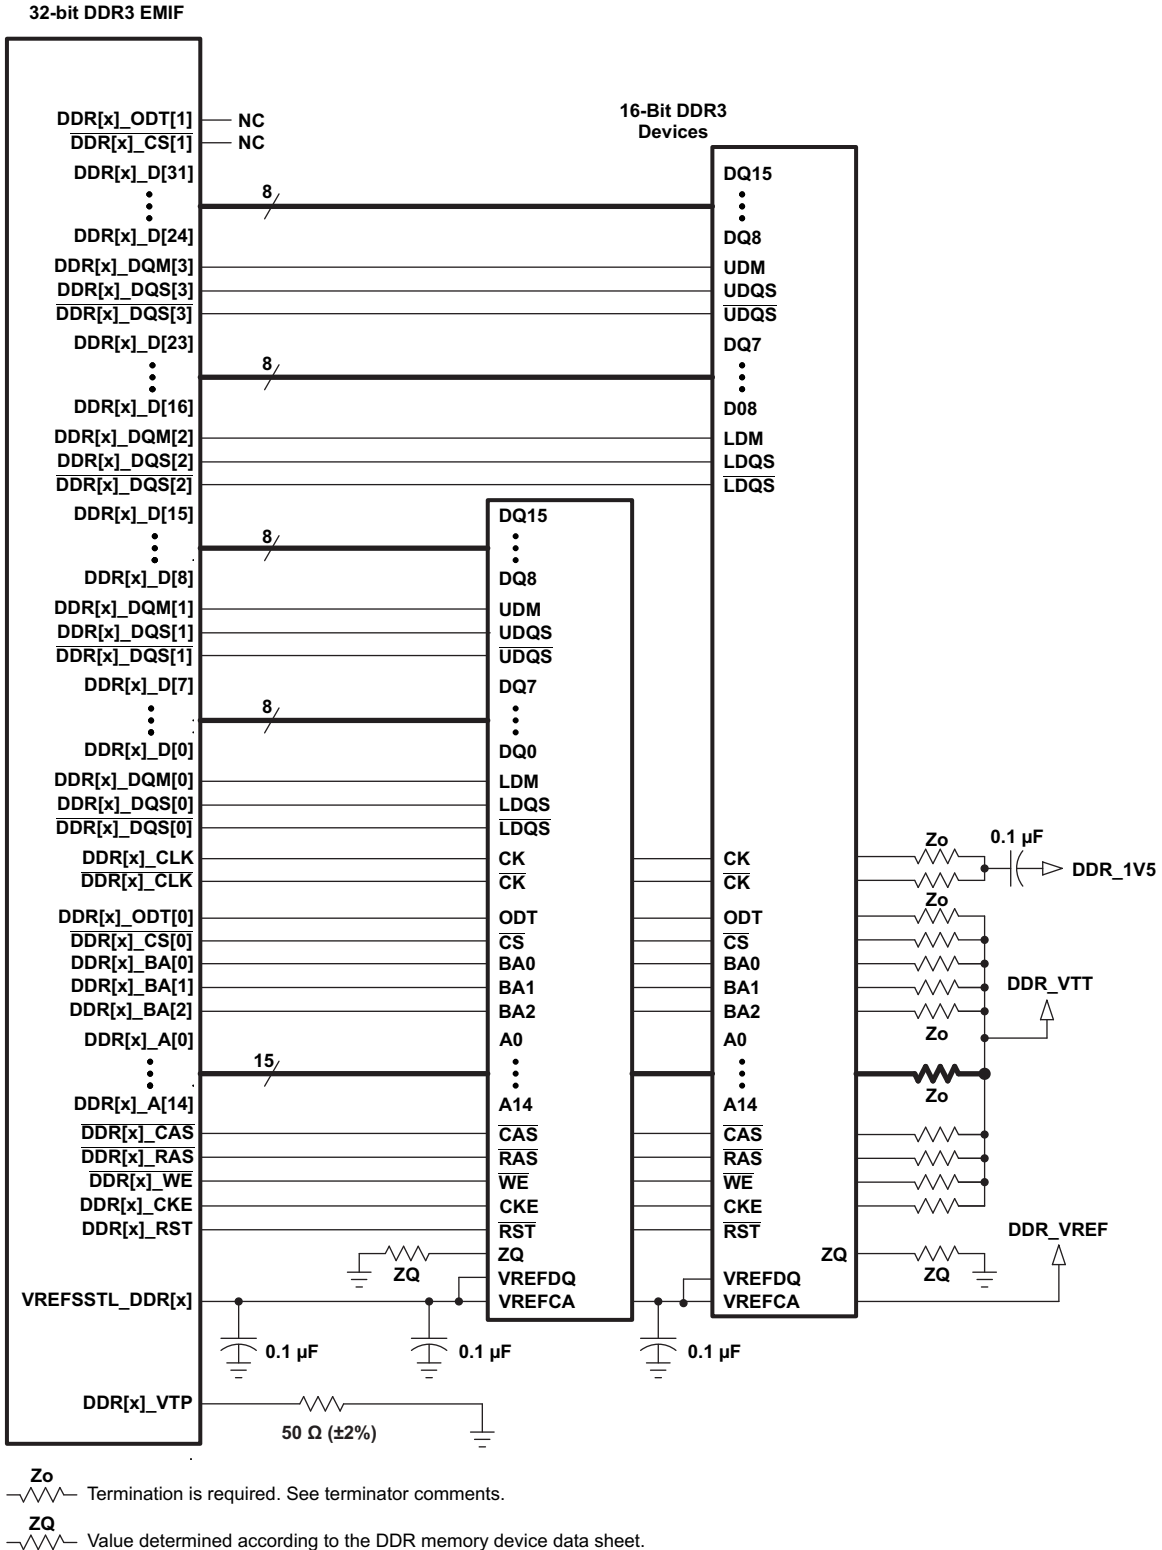 32-bit DDR3 EMIF
16-Bit DDR3
Devices
DDR[x]_ODT[1]
NC
DDR[x]_CS[1]
NC
DDR[x]_D[31]
8
DQ15
DDR[x]_D[24]
DQ8
DDR[x]_DQM[3]
UDM
DDR[x]_DQS[3]
UDQS
DDR[x]_DQS[3]
UDQS
DDR[x]_D[23]
8
DQ7
DDR[x]_D[16]
D08
DDR[x]_DQM[2]
LDM
DDR[x]_DQS[2]
LDQS
DDR[x]_DQS[2]
LDQS
DDR[x]_D[15]
8
DQ15
DDR[x]_D[8]
DQ8
DDR[x]_DQM[1]
UDM
DDR[x]_DQS[1]
UDQS
DDR[x]_DQS[1]
UDQS
DDR[x]_D[7]
8
DQ7
DDR[x]_D[0]
DQ0
DDR[x]_DQM[0]
LDM
DDR[x]_DQS[0]
LDQS
DDR[x]_DQS[0]
LDQS
Zo
0.1 µF
DDR[x]_CLK
CK
CK
DDR_1V5
DDR[x]_CLK
CK
CK
Zo
DDR[x]_ODT[0]
ODT
ODT
DDR[x]_CS[0]
CS
CS
DDR[x]_BA[0]
BA0
BA0
DDR[x]_BA[1]
BA1
BA1
DDR_VTT
DDR[x]_BA[2]
BA2
BA2
Zo
DDR[x]_A[0]
A0
A0
15
Zo
DDR[x]_A[14]
A14
A14
DDR[x]_CAS
CAS
CAS
DDR[x]_RAS
RAS
RAS
DDR[x]_WE
WE
WE
DDR[x]_CKE
CKE
CKE
DDR[x]_RST
RST
RST
DDR_VREF
ZQ
ZQ
ZQ
ZQ
VREFDQ
VREFDQ
VREFSSTL_DDR[x]
VREFCA
VREFCA
0.1 µF
0.1 µF
0.1 µF
DDR[x]_VTP
50 Ω (±2%)
Zo
Termination is required. See terminator comments.
ZQ
Value determined according to the DDR memory device data sheet.